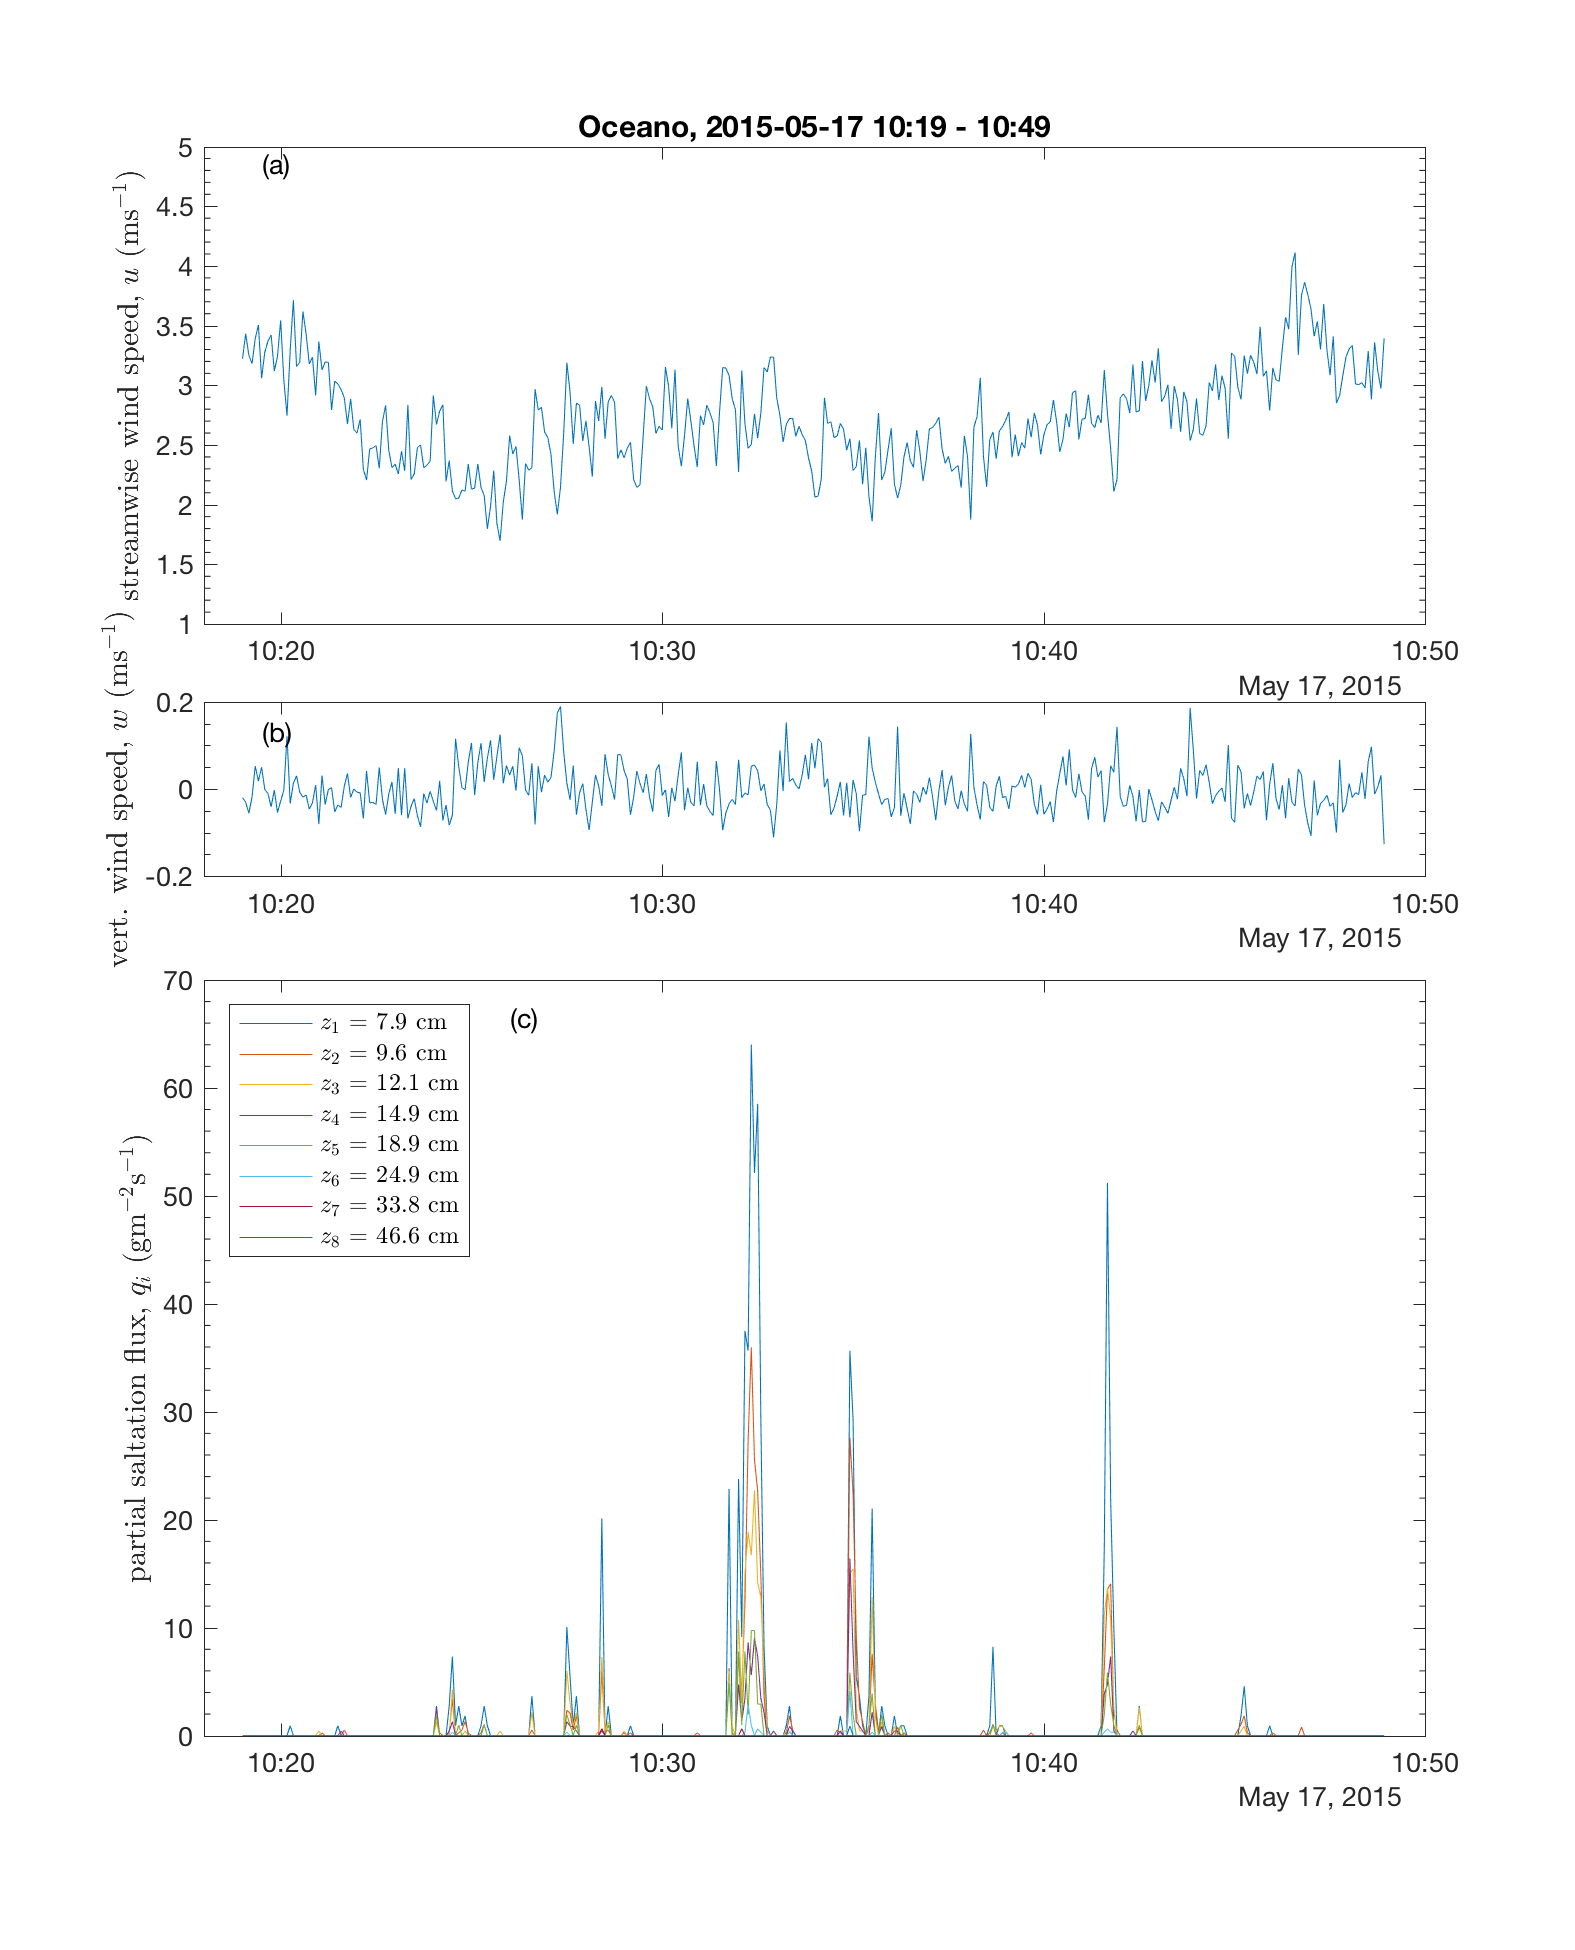 Oceano, 2015-05-17 10:19 - 10:49
(a)
streamwise wind speed, u (ms⁻¹)
5
4.5
4
3.5
3
2.5
2
1.5
1
10:20 10:30 10:40 10:50
May 17, 2015
(b)
vert. wind speed, w (ms⁻¹)
0.2
0
-0.2
10:20 10:30 10:40 10:50
May 17, 2015
(c)
partial saltation flux, qᵢ (gm⁻²s⁻¹)
70
60
50
40
30
20
10
0
z₁ = 7.9 cm
z₂ = 9.6 cm
z₃ = 12.1 cm
z₄ = 14.9 cm
z₅ = 18.9 cm
z₆ = 24.9 cm
z₇ = 33.8 cm
z₈ = 46.6 cm
10:20 10:30 10:40 10:50
May 17, 2015